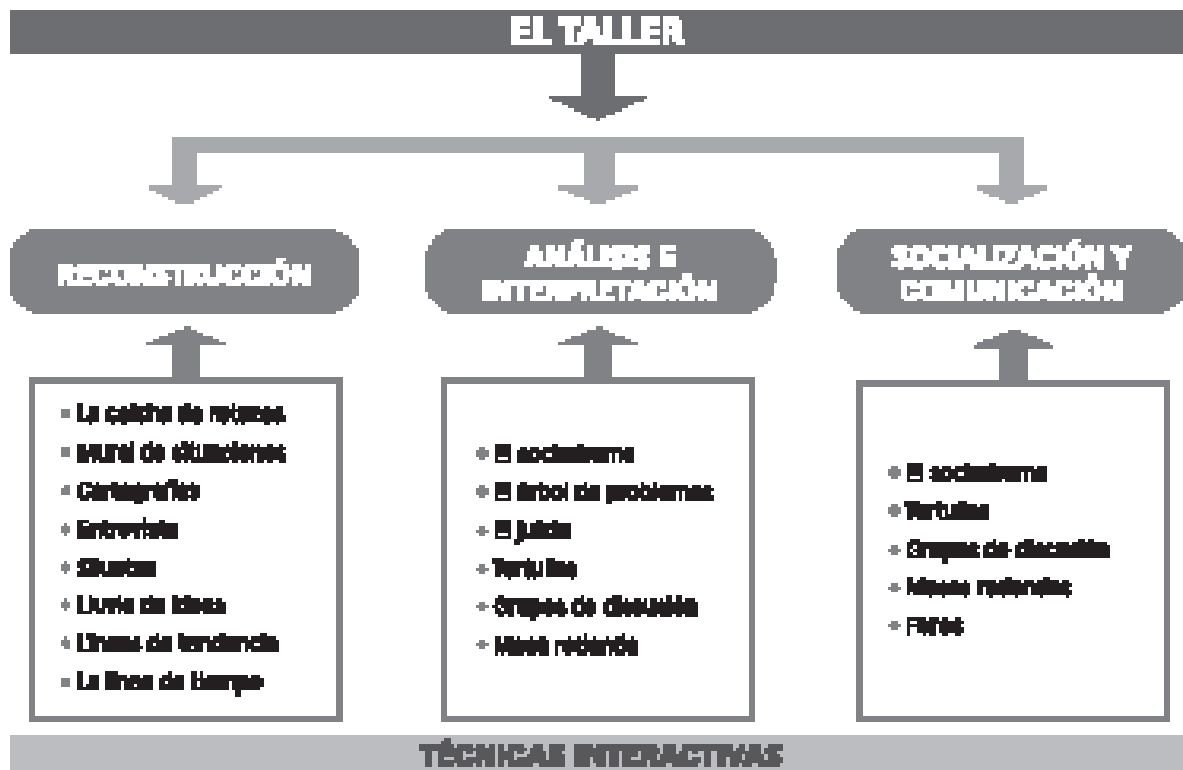 EL TALLER
RECONSTRUCCIÓN
ANÁLISIS E
INTERPRETACIÓN
SOCIALIZACIÓN Y
COMUNICACIÓN
• La colcha de retazos
• Mural de situaciones
• Cartografías
• Entrevista
• Siluetas
• Lluvia de ideas
• Líneas de tendencia
• La línea de tiempo
• El sociodrama
• El árbol de problemas
• El juicio
• Tertulias
• Grupos de discusión
• Mesa redonda
• El sociodrama
• Tertulias
• Grupos de discusión
• Mesas redondas
• Foros
TÉCNICAS INTERACTIVAS